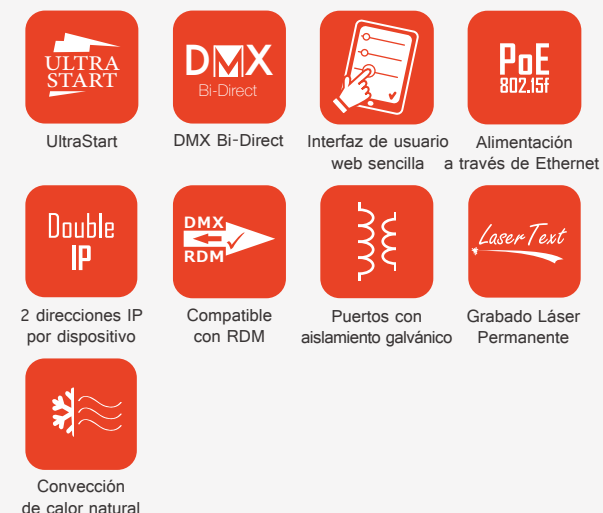 ULTRA
START
UltraStart
DMX
Bi-Direct
DMX Bi-Direct
Interfaz de usuario
web sencilla
PoE
802.15f
Alimentación
a través de Ethernet
Double
IP
2 direcciones IP
por dispositivo
DMX
RDM
Compatible
con RDM
Puertos con
aislamiento galvánico
LaserText
Grabado Láser
Permanente
Convección
de calor natural